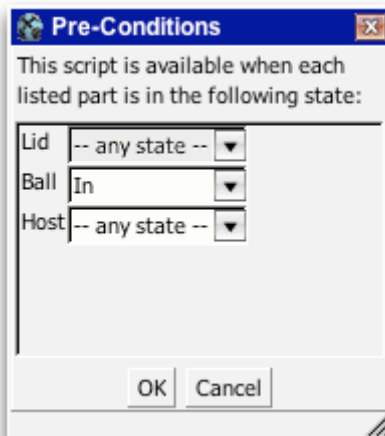 Pre-Conditions
This script is available when each
listed part is in the following state:
Lid -- any state --
Ball In
Host -- any state --
OK Cancel